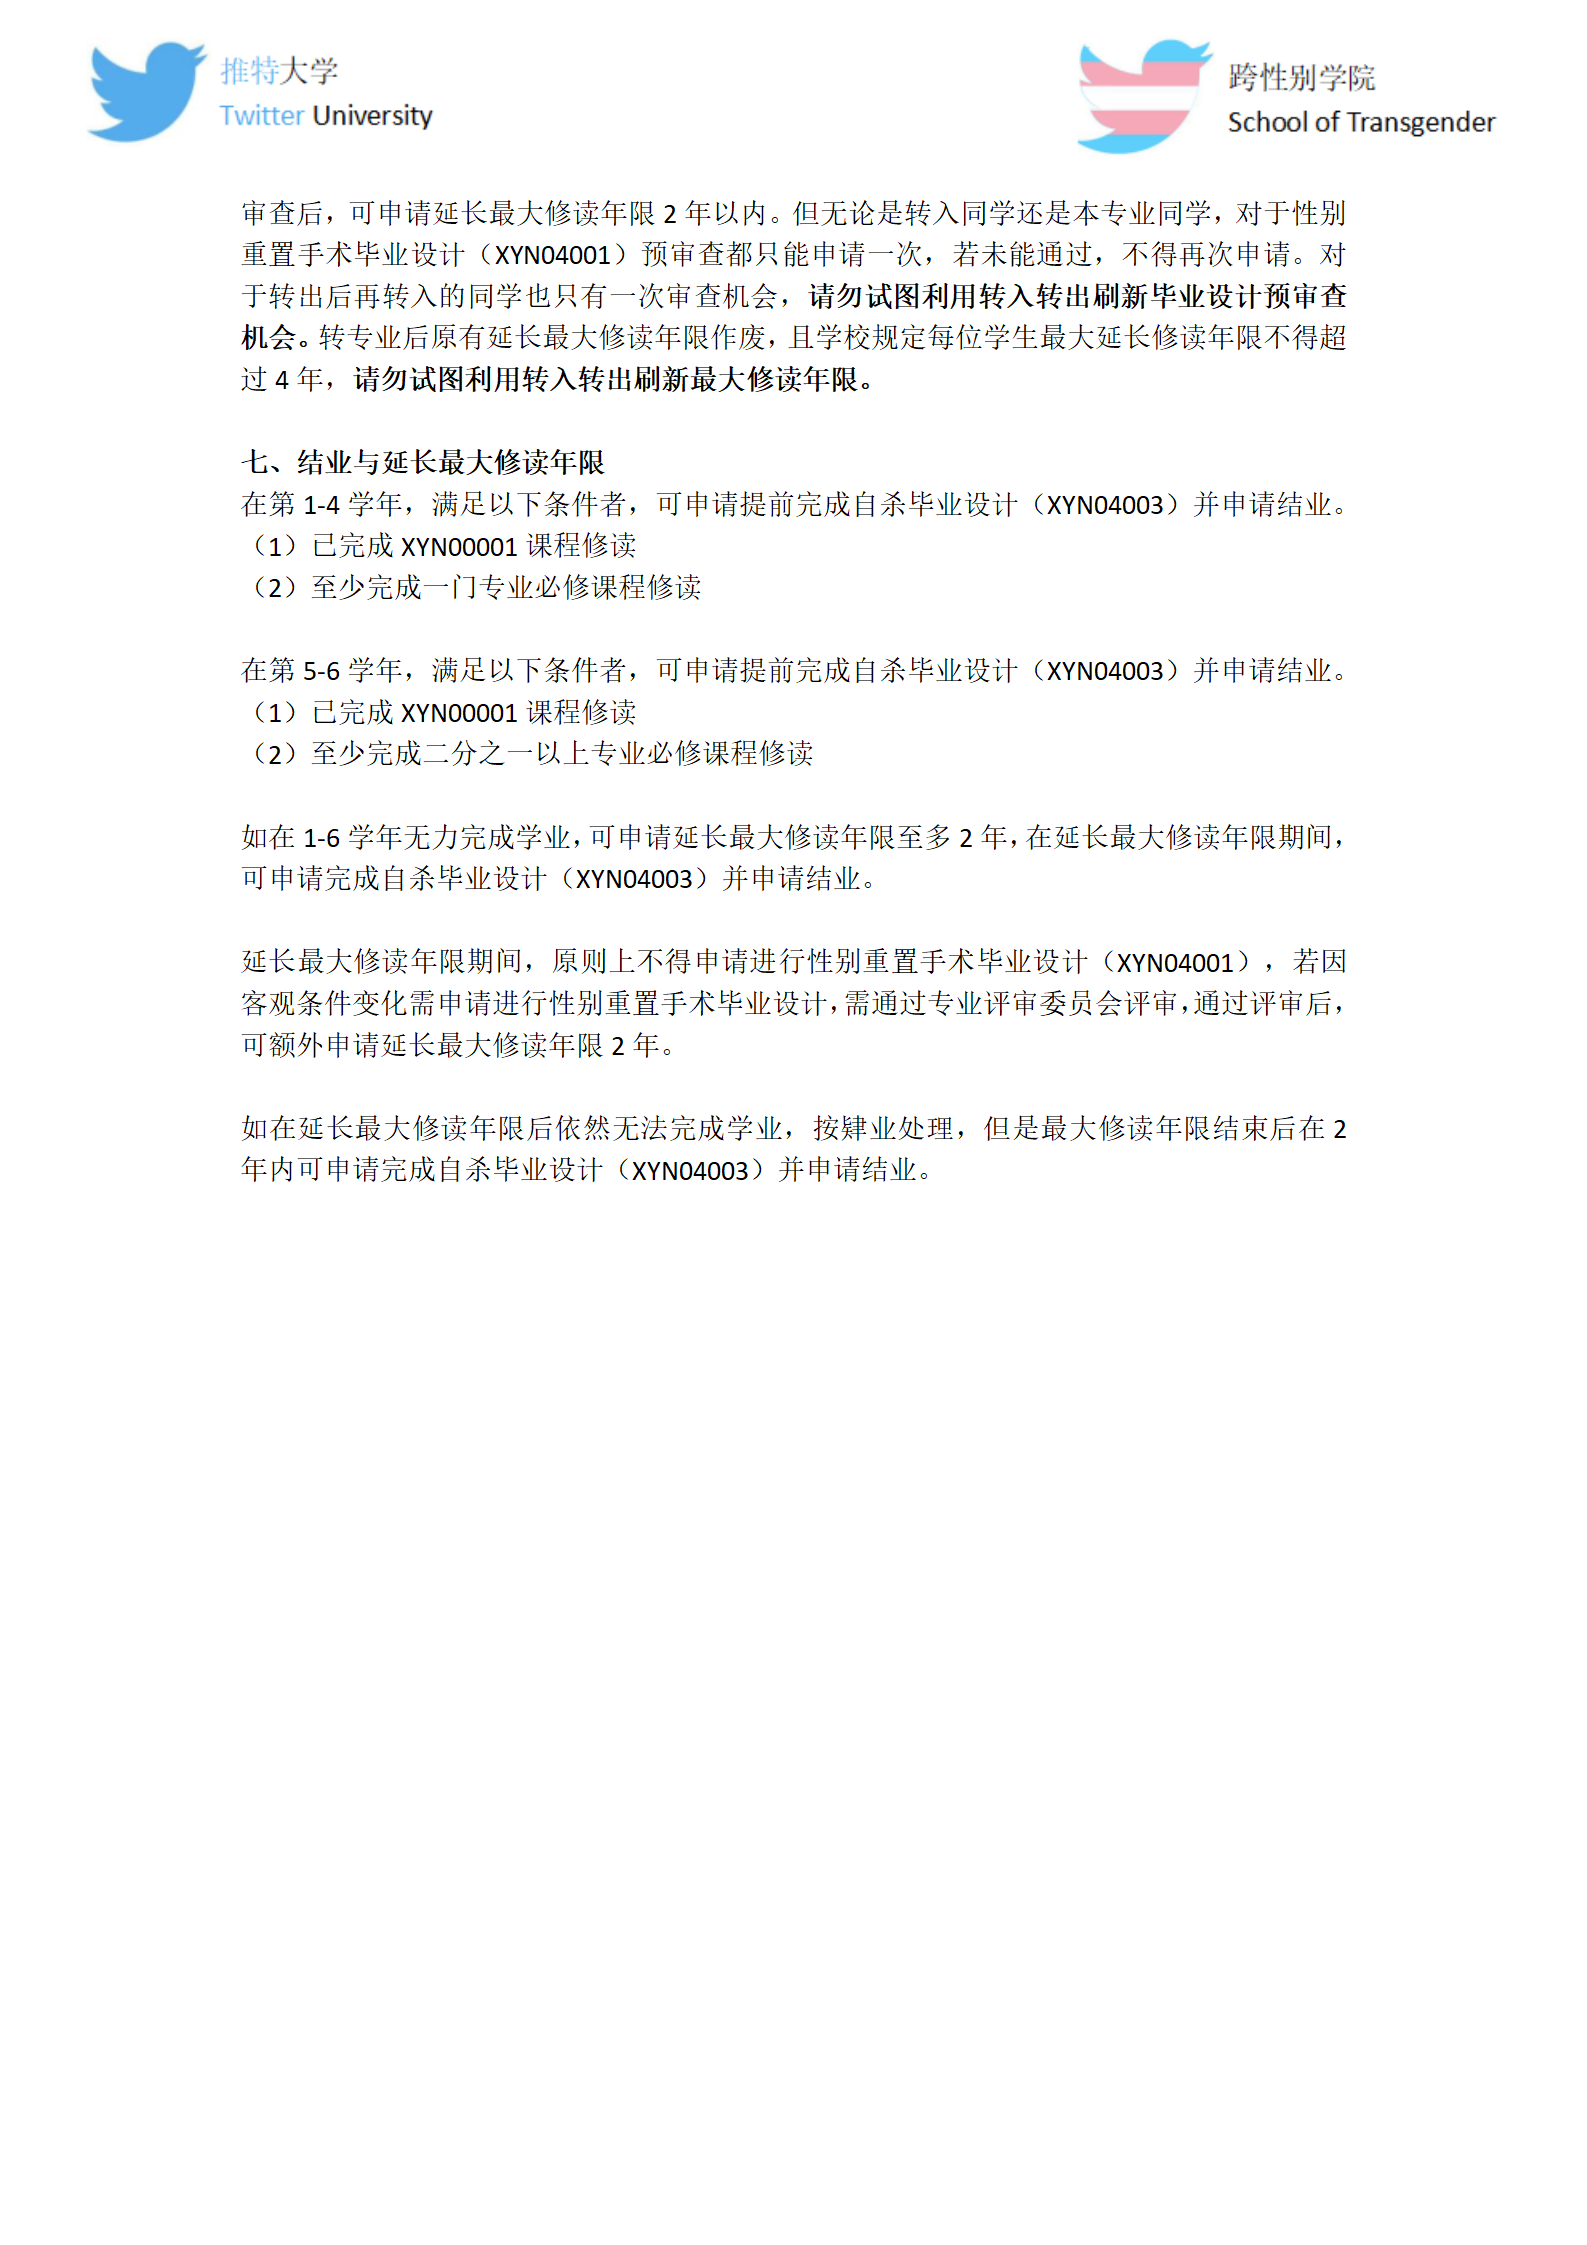 推特大学
Twitter University
跨性别学院
School of Transgender
审查后，可申请延长最大修读年限 2 年以内。但无论是转入同学还是本专业同学，对于性别
重置手术毕业设计（XYN04001）预审查都只能申请一次，若未能通过，不得再次申请。对
于转出后再转入的同学也只有一次审查机会，请勿试图利用转入转出刷新毕业设计预审查
机会。转专业后原有延长最大修读年限作废，且学校规定每位学生最大延长修读年限不得超
过 4 年，请勿试图利用转入转出刷新最大修读年限。
七、结业与延长最大修读年限
在第 1-4 学年，满足以下条件者，可申请提前完成自杀毕业设计（XYN04003）并申请结业。
（1）已完成 XYN00001 课程修读
（2）至少完成一门专业必修课程修读
在第 5-6 学年，满足以下条件者，可申请提前完成自杀毕业设计（XYN04003）并申请结业。
（1）已完成 XYN00001 课程修读
（2）至少完成二分之一以上专业必修课程修读
如在 1-6 学年无力完成学业，可申请延长最大修读年限至多 2 年，在延长最大修读年限期间，
可申请完成自杀毕业设计（XYN04003）并申请结业。
延长最大修读年限期间，原则上不得申请进行性别重置手术毕业设计（XYN04001），若因
客观条件变化需申请进行性别重置手术毕业设计，需通过专业评审委员会评审，通过评审后，
可额外申请延长最大修读年限 2 年。
如在延长最大修读年限后依然无法完成学业，按肄业处理，但是最大修读年限结束后在 2
年内可申请完成自杀毕业设计（XYN04003）并申请结业。